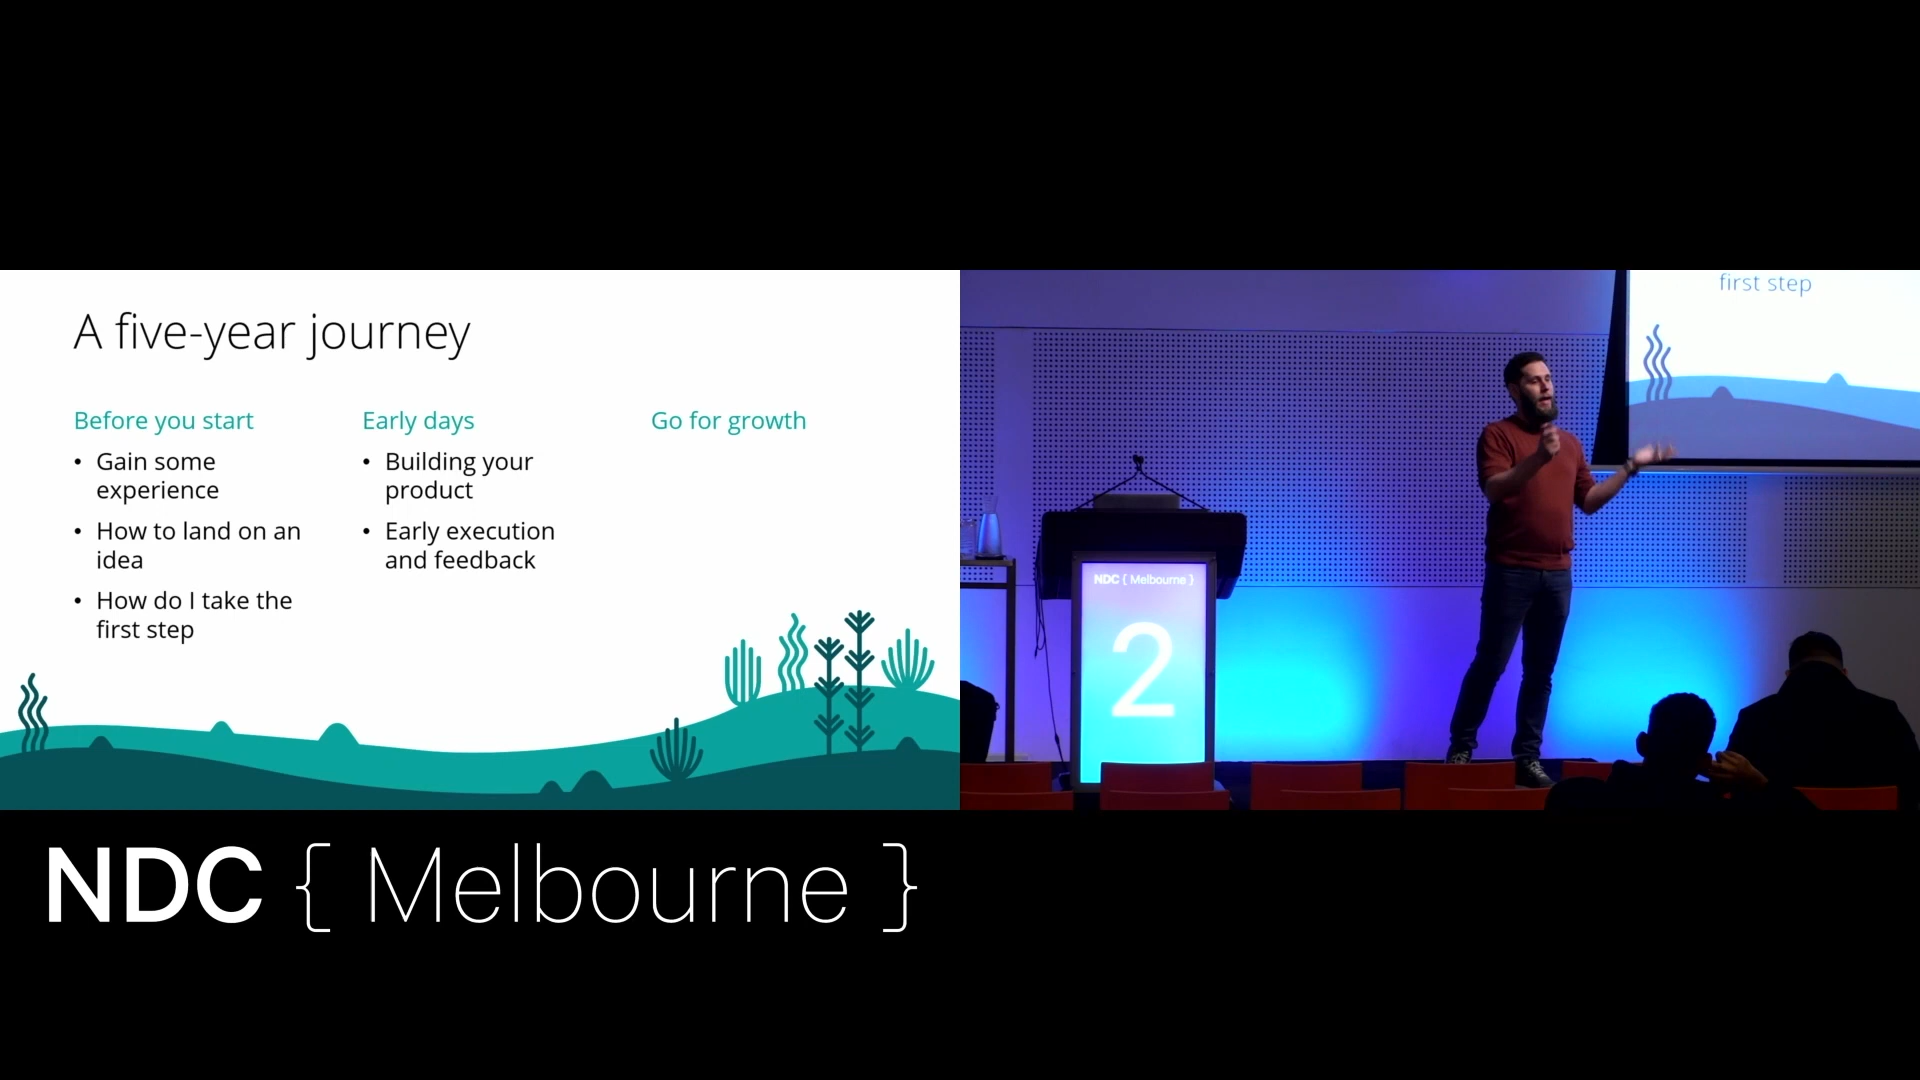 A five-year journey
Before you start
• Gain some
experience
• How to land on an
idea
• How do I take the
first step
Early days
• Building your
product
• Early execution
and feedback
Go for growth
first step
NDC { Melbourne }
2
NDC { Melbourne }